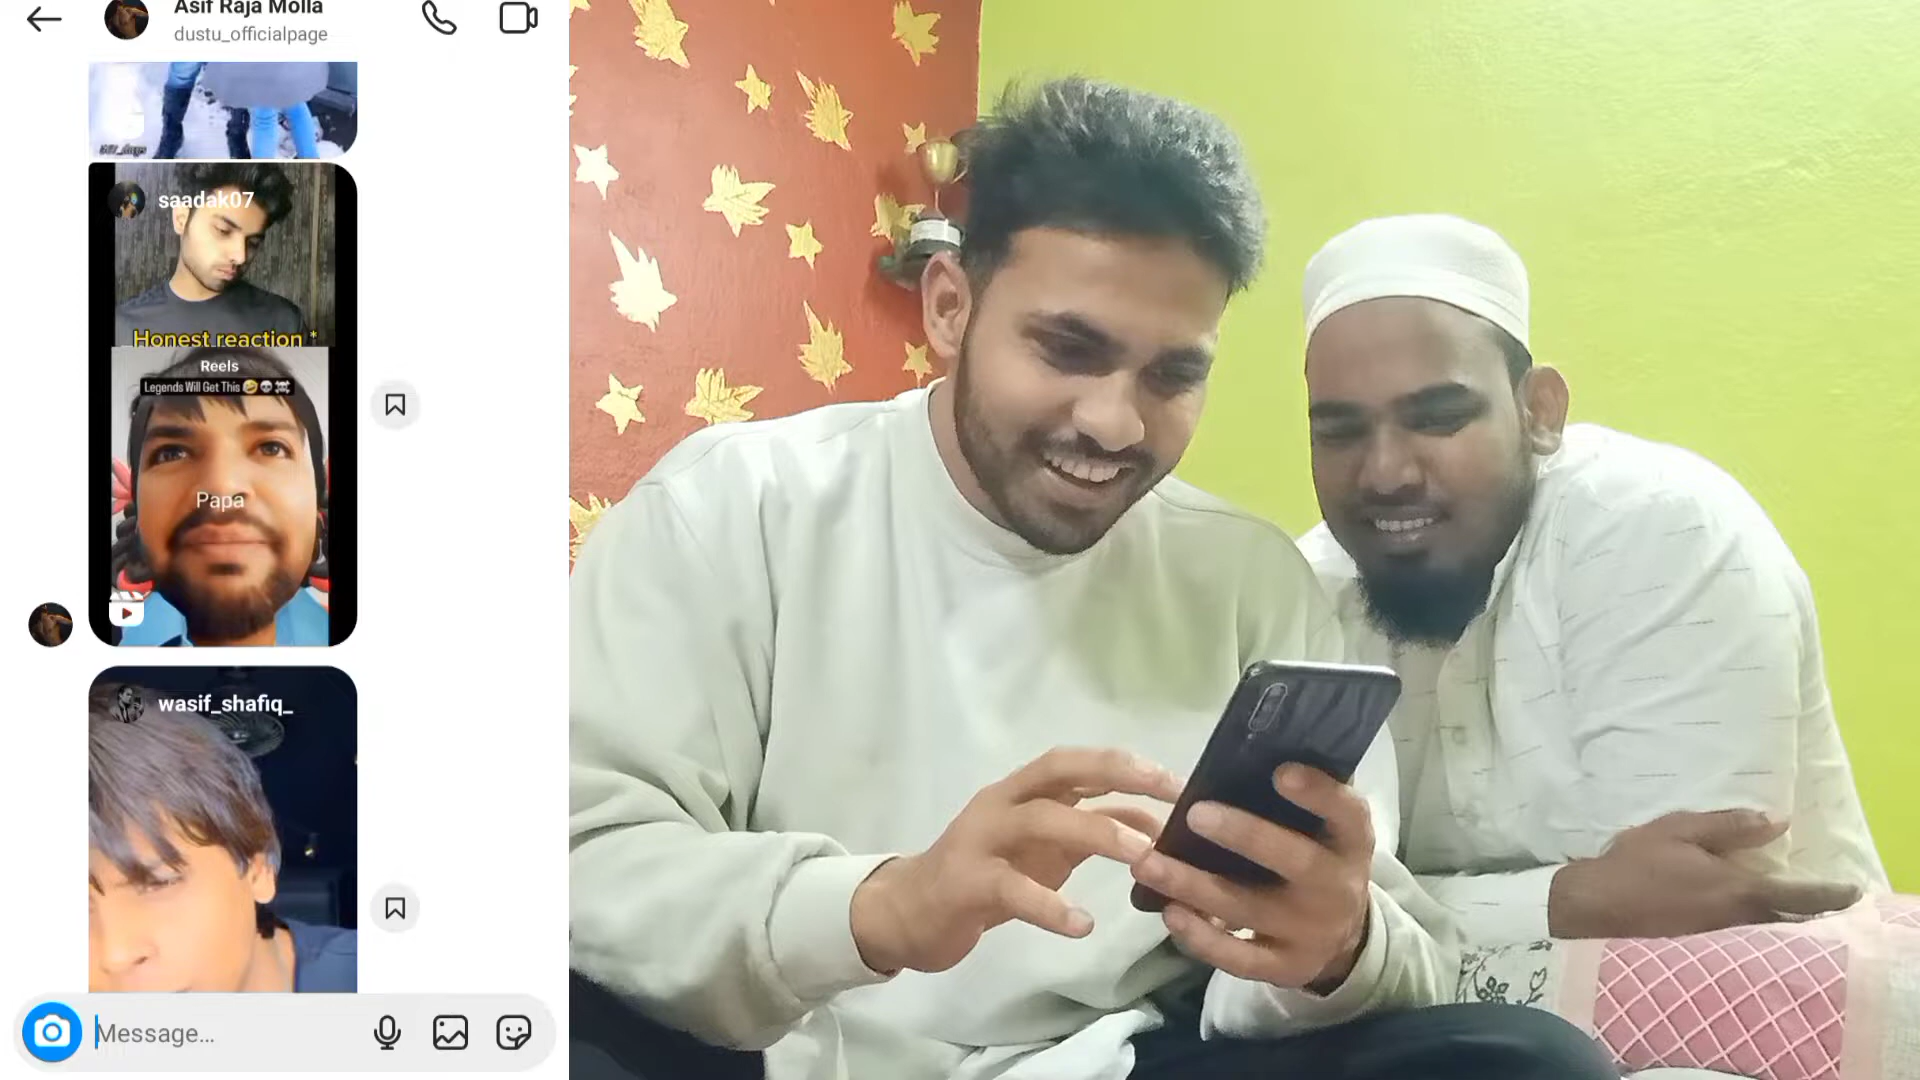 Asif Raja Molla
dustu_officialpage
saadak07
Honest reaction *
Reels
Legends Will Get This 🤣💀☠️
Papa
wasif_shafiq_
Message...